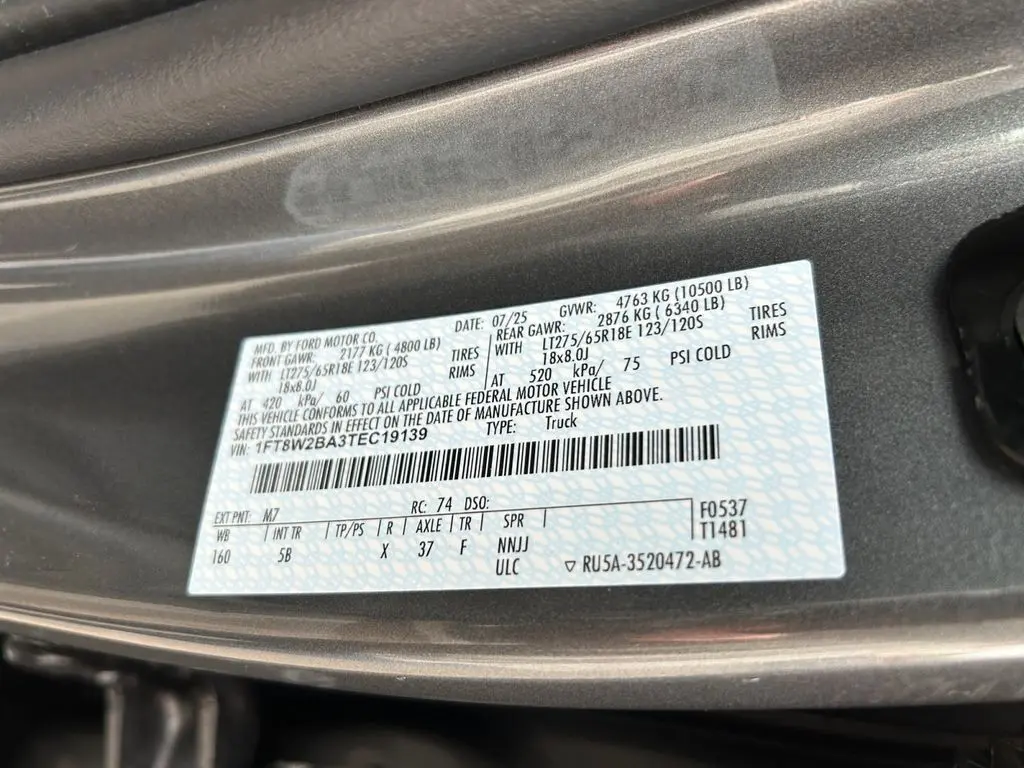 MFD. BY FORD MOTOR CO.
DATE: 07/25 GVWR: 4763 KG (10500 LB)
FRONT GAWR: 2177 KG ( 4800 LB)
WITH LT275/65R18E 123/120S TIRES
18x8.0J RIMS
AT 420 kPa/ 60 PSI COLD
REAR GAWR: 2876 KG ( 6340 LB)
WITH LT275/65R18E 123/120S TIRES
18x8.0J RIMS
AT 520 kPa/ 75 PSI COLD
THIS VEHICLE CONFORMS TO ALL APPLICABLE FEDERAL MOTOR VEHICLE
SAFETY STANDARDS IN EFFECT ON THE DATE OF MANUFACTURE SHOWN ABOVE.
VIN: 1FT8W2BA3TEC19139 TYPE: Truck
EXT PNT: M7 RC: 74 DSO:
WB INT TR TP/PS R AXLE TR SPR
160 5B X 37 F NNJJ
ULC
F0537
T1481
▽ RU5A-3520472-AB